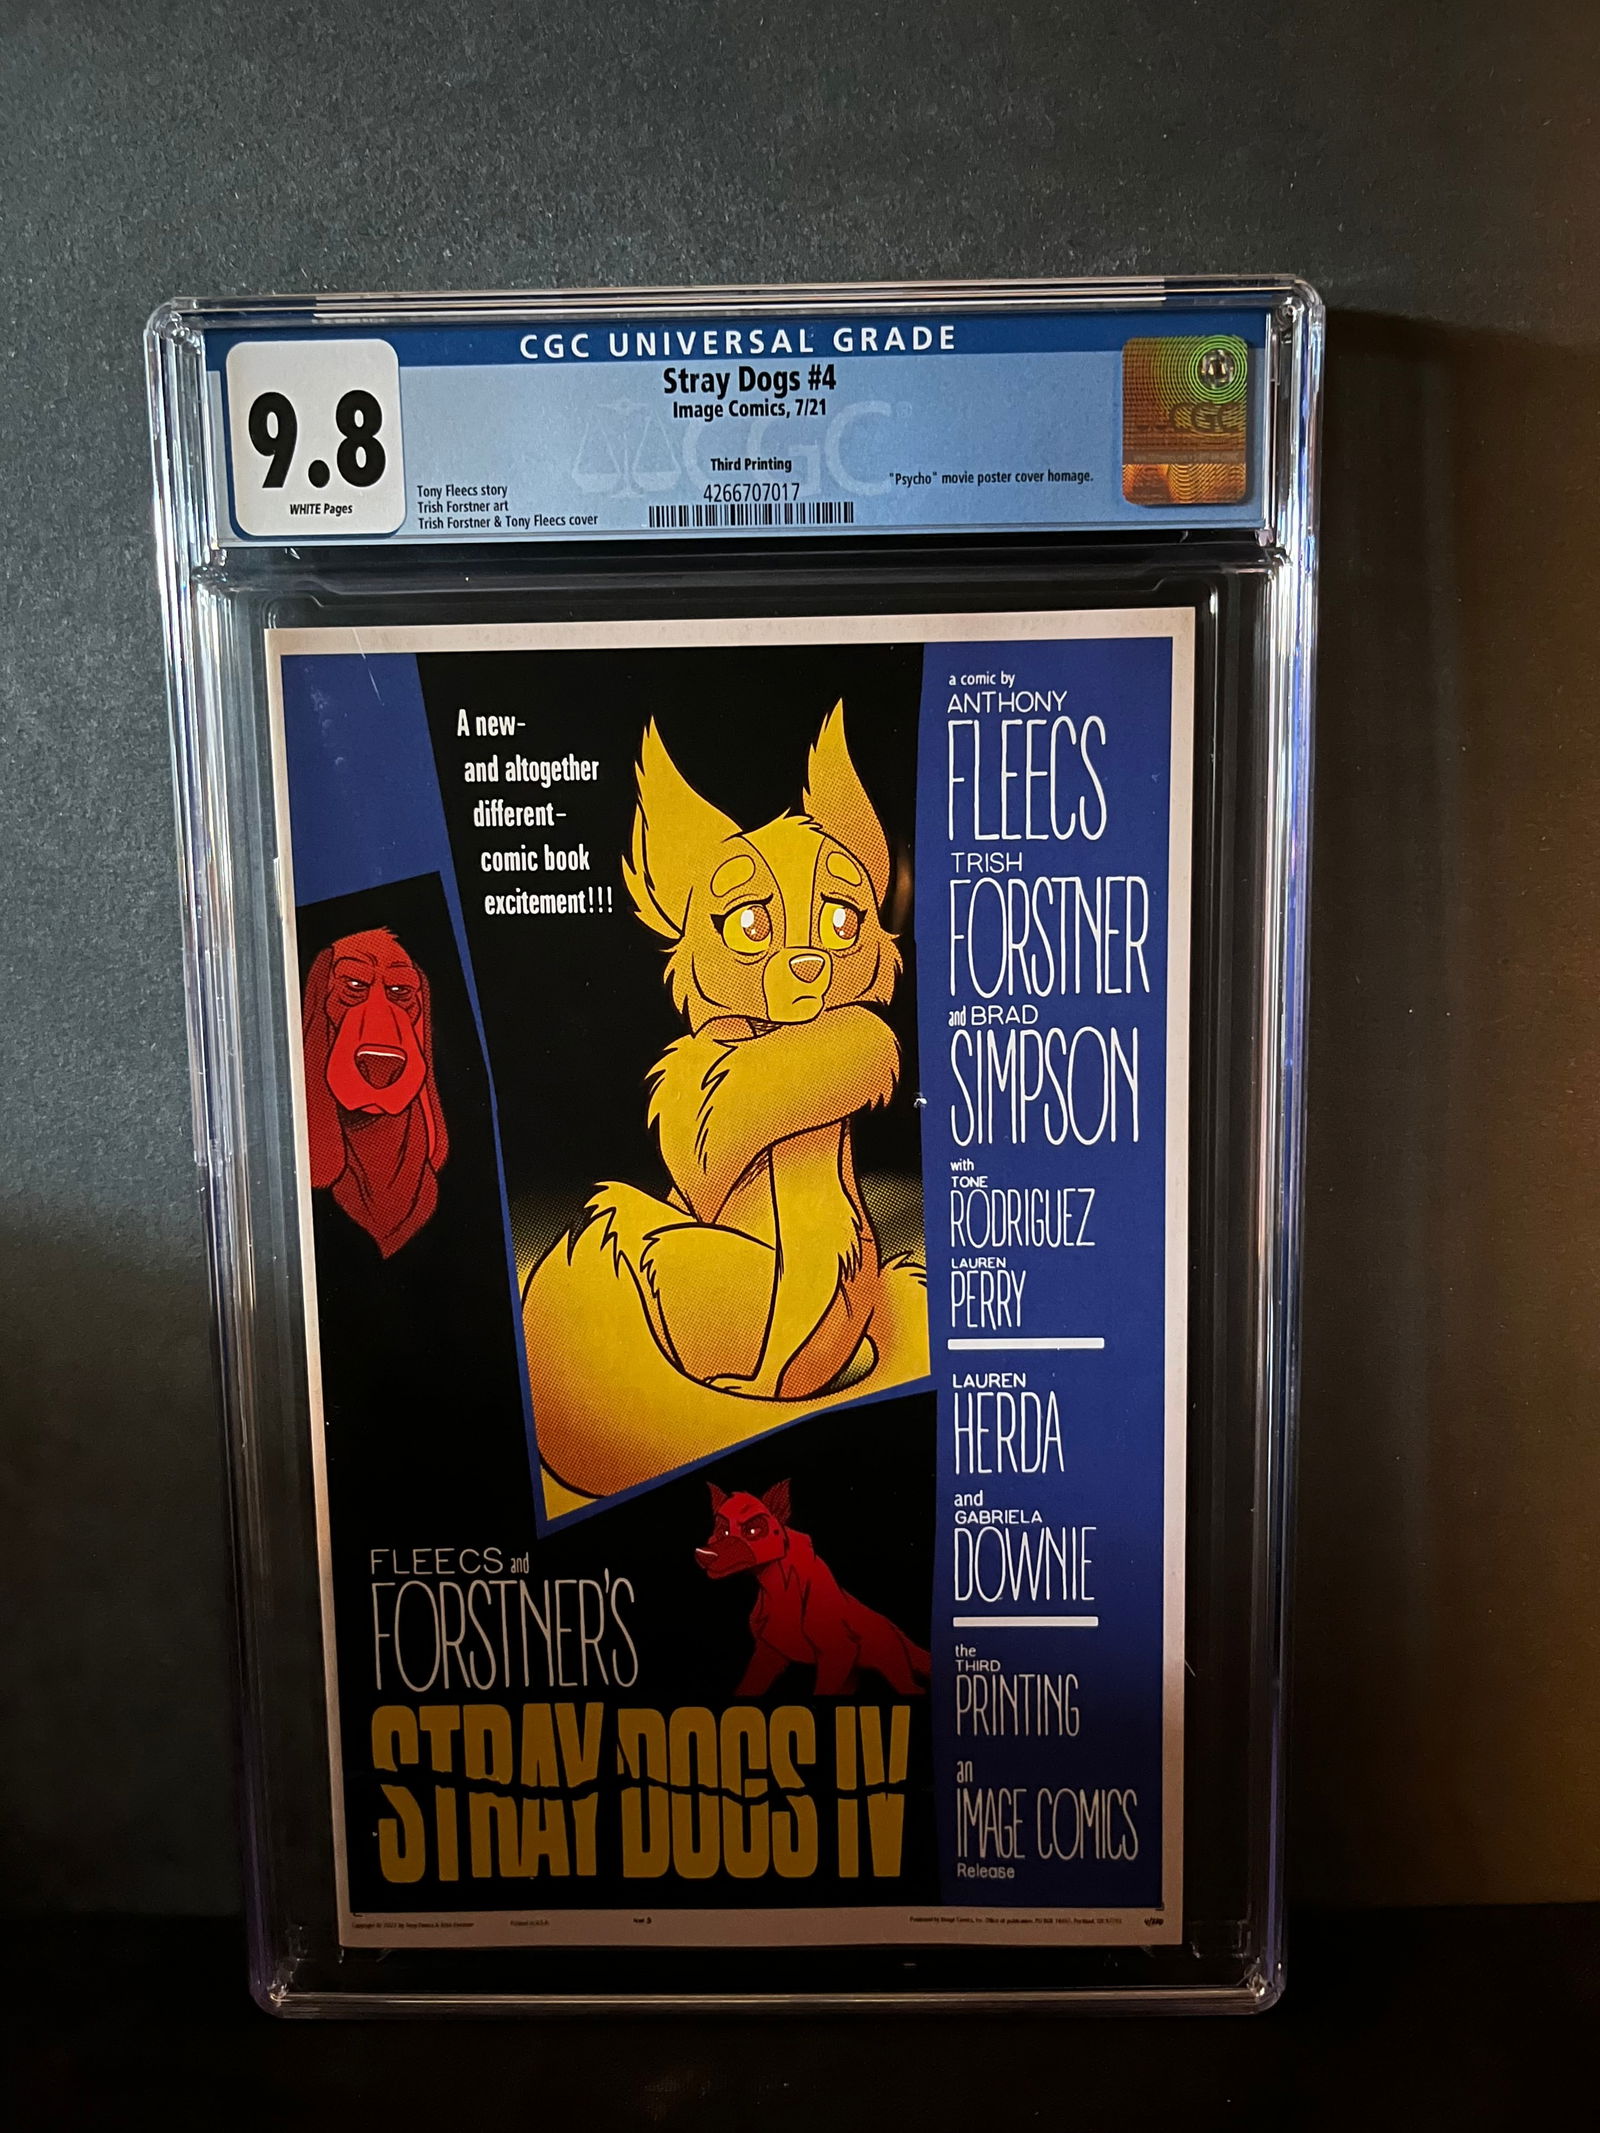 CGC UNIVERSAL GRADE
9.8
WHITE Pages
Stray Dogs #4
Image Comics, 7/21
Third Printing
4266707017
Tony Fleecs story
Trish Forstner art
Trish Forstner & Tony Fleecs cover
"Psycho" movie poster cover homage.
CGC
CGC
A new-
and altogether
different-
comic book
excitement!!!
a comic by
ANTHONY
FLEECS
TRISH
FORSTNER
and BRAD
SIMPSON
with
TONE
RODRIGUEZ
LAUREN
PERRY
LAUREN
HERDA
and
GABRIELA
DOWNIE
the
THIRD
PRINTING
an
IMAGE COMICS
Release
FLEECS and
FORSTNER'S
STRAY DOGS IV